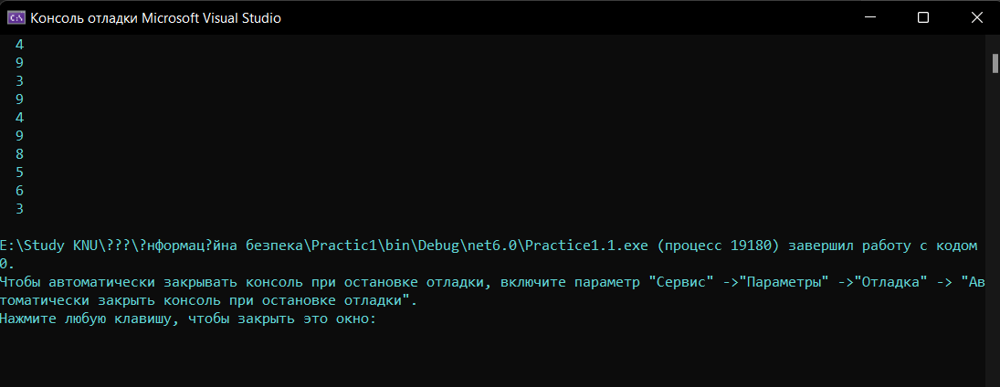 C:\ Консоль отладки Microsoft Visual Studio
4
9
3
9
4
9
8
5
6
3
E:\Study KNU\???\?нформац?йна безпека\Practic1\bin\Debug\net6.0\Practice1.1.exe (процесс 19180) завершил работу с кодом
0.
Чтобы автоматически закрывать консоль при остановке отладки, включите параметр "Сервис" ->"Параметры" ->"Отладка" -> "Ав
томатически закрыть консоль при остановке отладки".
Нажмите любую клавишу, чтобы закрыть это окно: